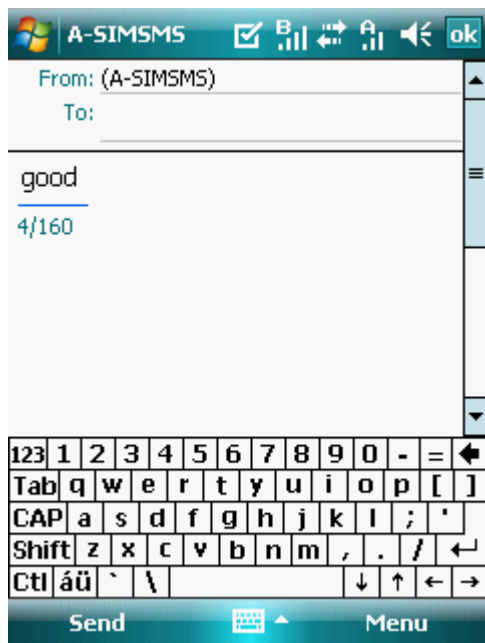 A-SIMSMS B A ok
From: (A-SIMSMS)
To:
good
4/160
123 1 2 3 4 5 6 7 8 9 0 - = ←
Tab q w e r t y u i o p [ ]
CAP a s d f g h j k l ; '
Shift z x c v b n m , . / ↵
Ctl áü ` \ ↓ ↑ ← →
Send Menu